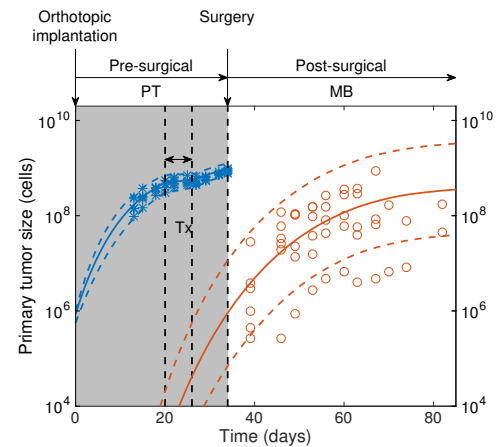 Orthotopic
implantation
Surgery
Pre-surgical
Post-surgical
PT
MB
10^10
10^8
10^6
10^4
Primary tumor size (cells)
Tx
10^10
10^8
10^6
10^4
0
20
40
60
80
Time (days)